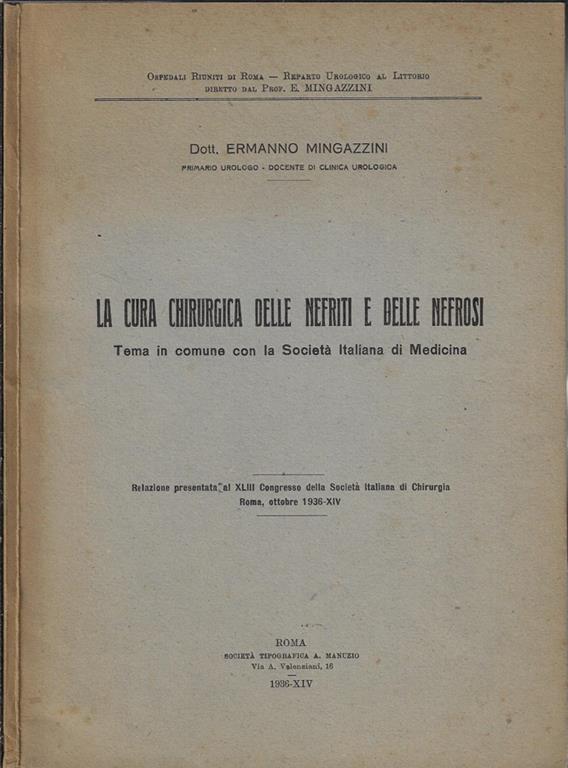 OSPEDALI RIUNITI DI ROMA — REPARTO UROLOGICO AL LITTORIO
DIRETTO DAL PROF. E. MINGAZZINI
Dott. ERMANNO MINGAZZINI
PRIMARIO UROLOGO - DOCENTE DI CLINICA UROLOGICA
LA CURA CHIRURGICA DELLE NEFRITI E DELLE NEFROSI
Tema in comune con la Società Italiana di Medicina
Relazione presentata al XLIII Congresso della Società Italiana di Chirurgia
Roma, ottobre 1936-XIV
ROMA
SOCIETÀ TIPOGRAFICA A. MANUZIO
Via A. Valenziani, 16
1936-XIV